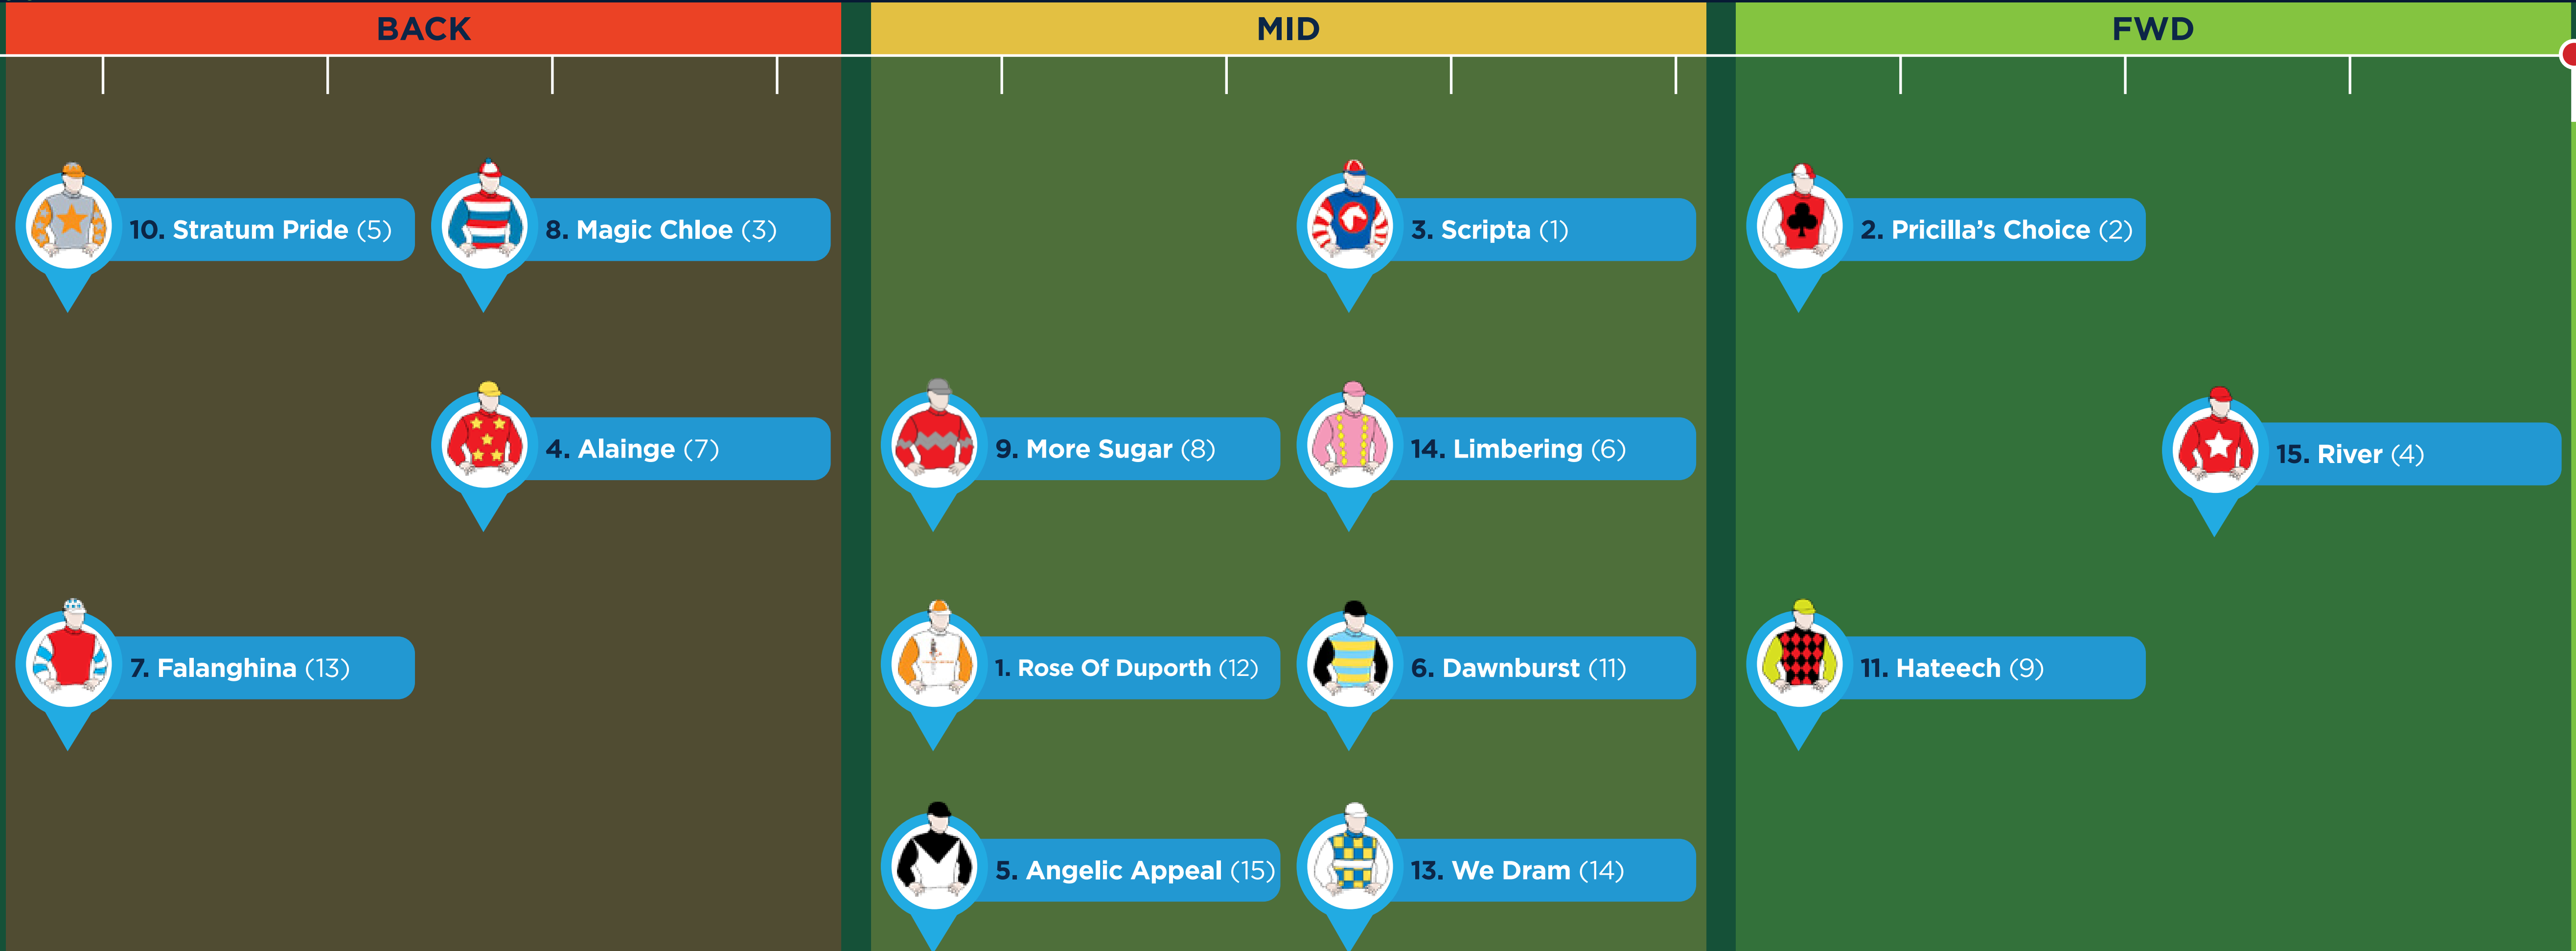 BACK
MID
FWD
10. Stratum Pride (5)
8. Magic Chloe (3)
3. Scripta (1)
2. Pricilla's Choice (2)
4. Alainge (7)
9. More Sugar (8)
14. Limbering (6)
15. River (4)
7. Falanghina (13)
1. Rose Of Duporth (12)
6. Dawnburst (11)
11. Hateech (9)
5. Angelic Appeal (15)
13. We Dram (14)